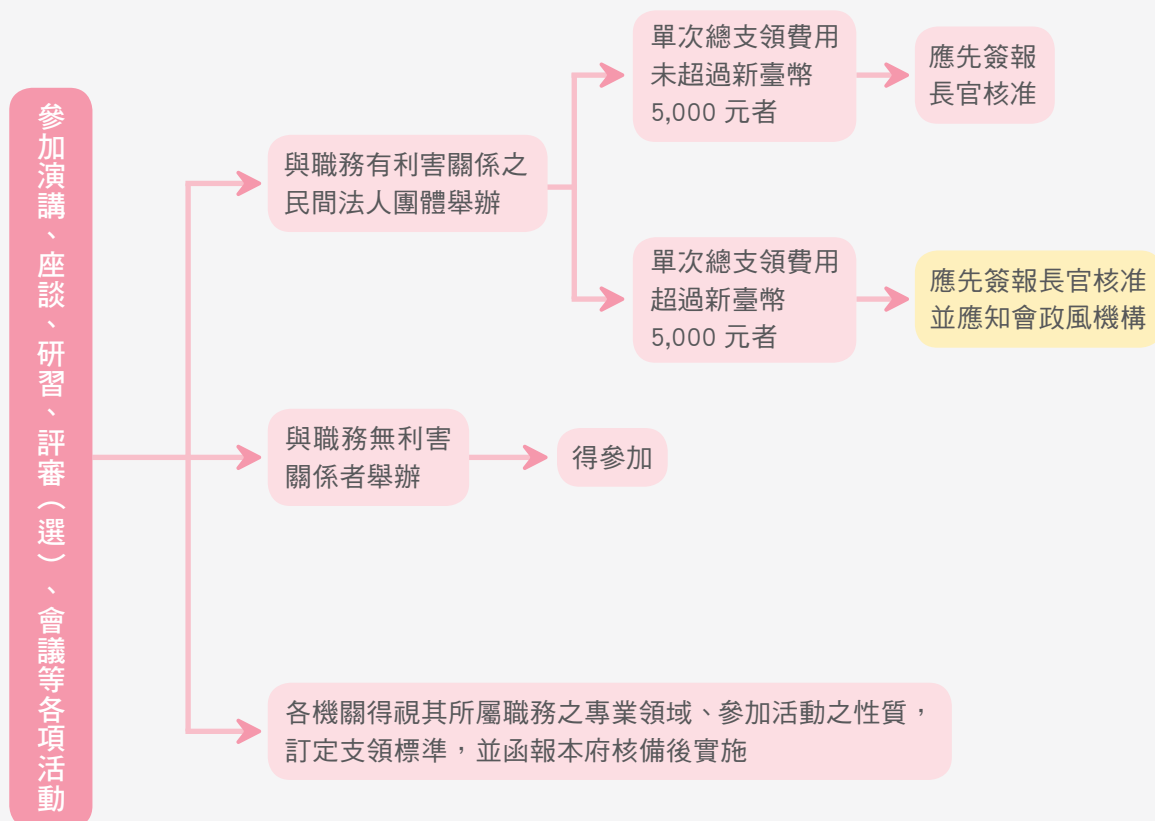 參加演講、座談、研習、評審（選）、會議等各項活動
與職務有利害關係之
民間法人團體舉辦
單次總支領費用
未超過新臺幣
5,000 元者
應先簽報
長官核准
單次總支領費用
超過新臺幣
5,000 元者
應先簽報長官核准
並應知會政風機構
與職務無利害
關係者舉辦
得參加
各機關得視其所屬職務之專業領域、參加活動之性質，
訂定支領標準，並函報本府核備後實施